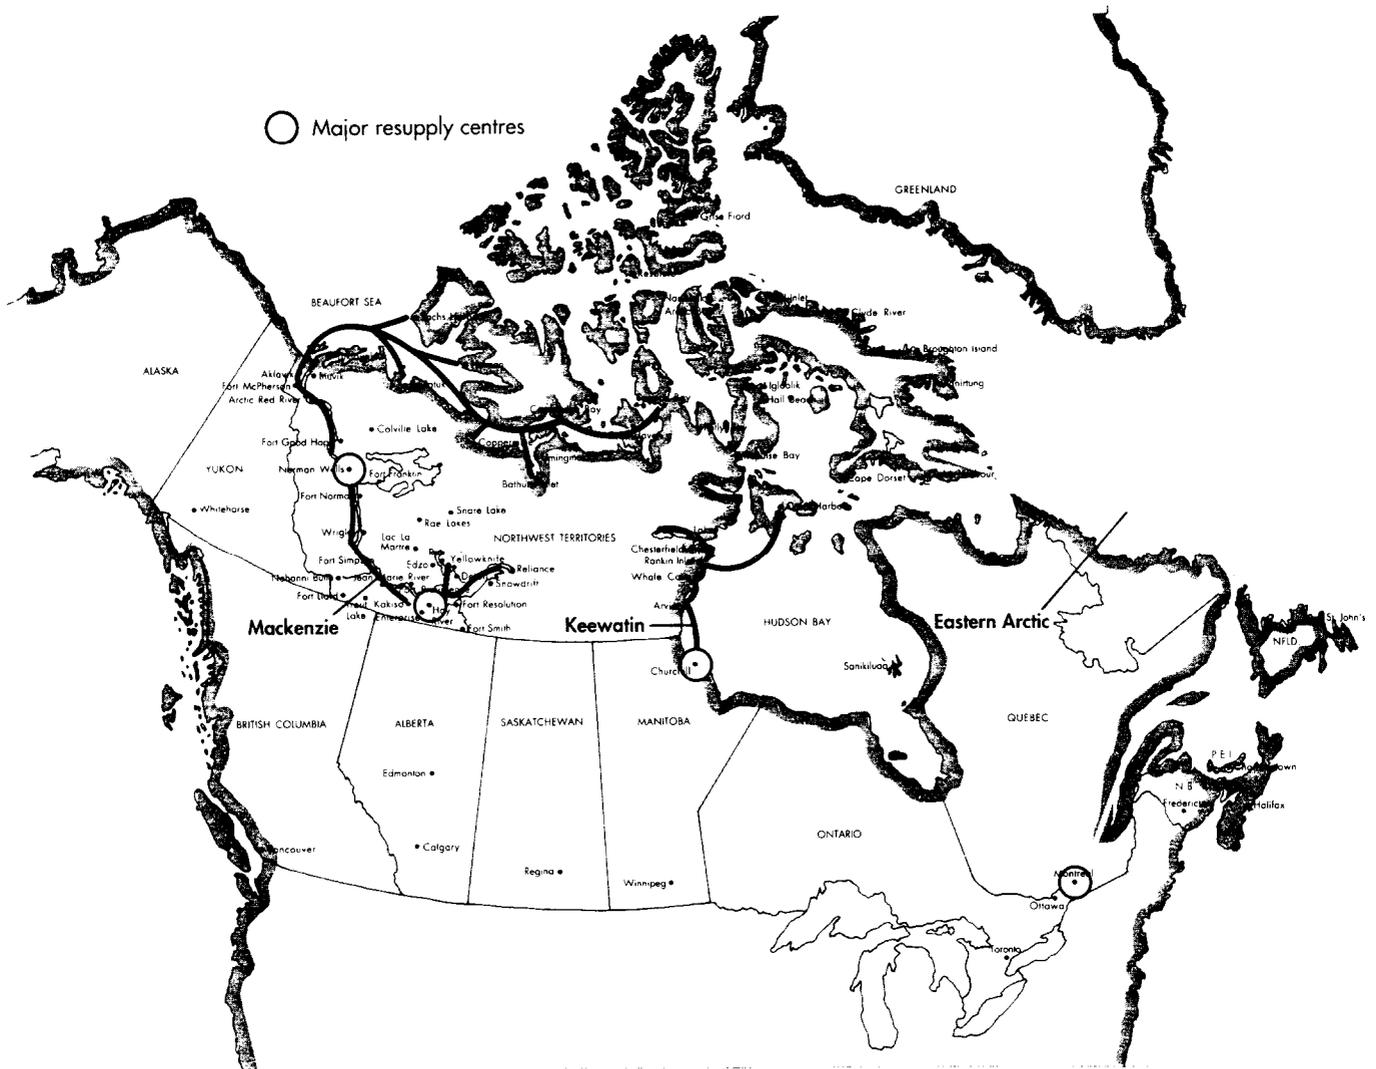 Major resupply centres
GREENLAND
Grise Fiord
BEAUFORT SEA
Clyde River
Broughton Island
ALASKA
Aklavik
Inuvik
Fort McPherson
Igloolik
Arctic Red River
Hall Beach
Colville Lake
Fort Good Hope
YUKON
Norman Wells
Fort Franklin
Cape Dorset
Whitehorse
Fort Norman
Snare Lake
Rae Lakes
Wrigley
Lac La
Martre
NORTHWEST TERRITORIES
Chesterfield
Rankin Inlet
Fort Simpson
Edzo
Yellowknife
Reliance
Nahanni Butte
Jean Marie River
Snowdrift
Whale Cove
Fort Liard
Trout
Lake
Kakisa
Enterprise
Hay
River
Fort Resolution
Fort Smith
Mackenzie
Keewatin
HUDSON BAY
Eastern Arctic
St. John's
NFLD.
Sanikiluaq
Churchill
BRITISH COLUMBIA
ALBERTA
SASKATCHEWAN
MANITOBA
QUEBEC
P.E.I.
Edmonton
N.B.
Fredericton
Halifax
ONTARIO
Vancouver
Calgary
Regina
Winnipeg
Montreal
Ottawa
Toronto